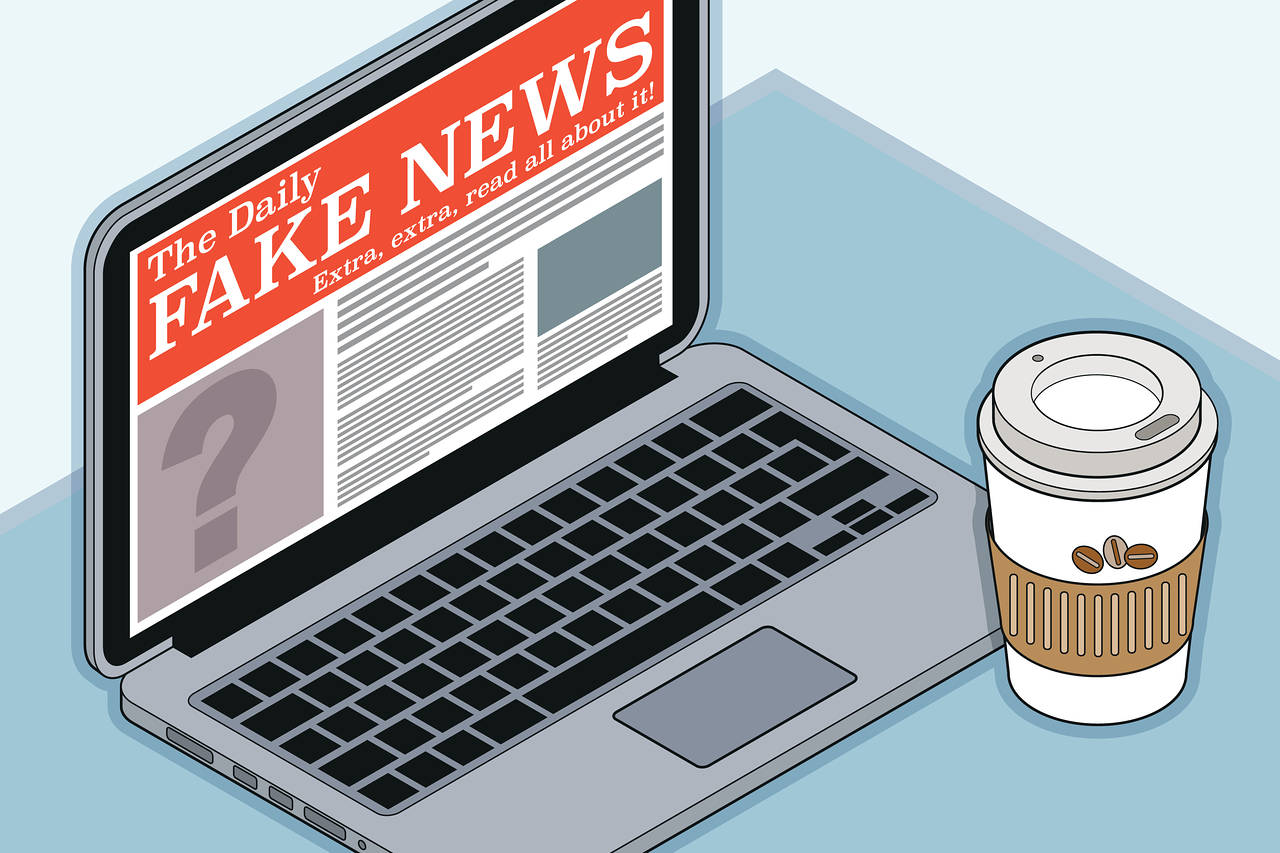 The Daily
FAKE NEWS
Extra, extra, read all about it!
?